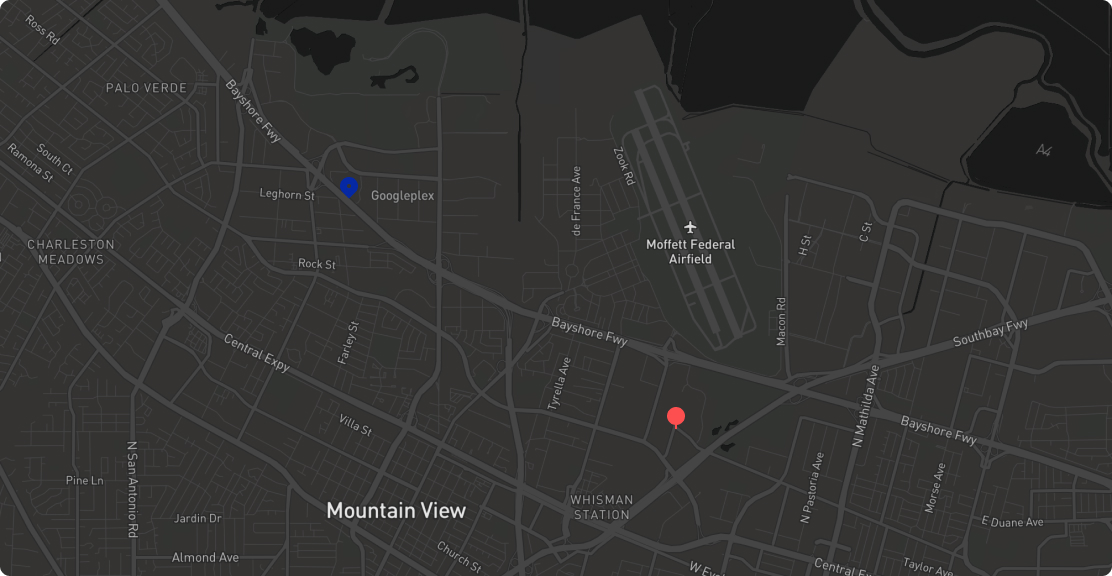 Ross Rd
PALO VERDE
Bayshore Fwy
South Ct
Ramona St
A4
Zook Rd
de France Ave
Leghorn St
Googleplex
CHARLESTON
MEADOWS
Rock St
Moffett Federal
Airfield
H St
C St
Macon Rd
Southbay Fwy
Bayshore Fwy
Farley St
Central Expy
Tyrella Ave
N Mathilda Ave
Bayshore Fwy
Villa St
N San Antonio Rd
Pine Ln
Mountain View
WHISMAN
STATION
N Pastoria Ave
Morse Ave
Jardin Dr
E Duane Ave
Almond Ave
Church St
Taylor Ave